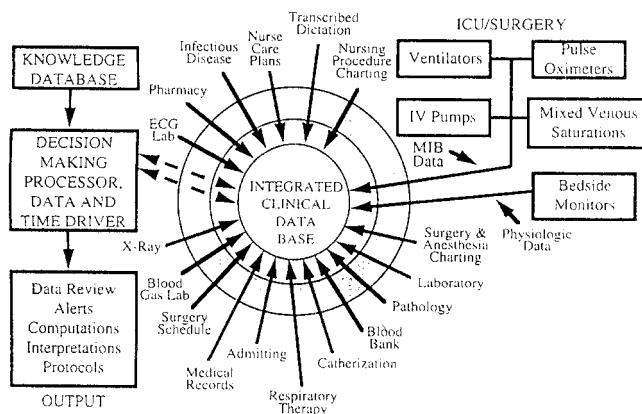 KNOWLEDGE
DATABASE
DECISION
MAKING
PROCESSOR,
DATA AND
TIME DRIVER
Data Review
Alerts
Computations
Interpretations
Protocols
OUTPUT
Infectious
Disease
Nurse
Care
Plans
Transcribed
Dictation
Nursing
Procedure
Charting
Pharmacy
ECG
Lab
INTEGRATED
CLINICAL
DATA
BASE
X-Ray
Blood
Gas Lab
Surgery
Schedule
Medical
Records
Admitting
Respiratory
Therapy
Catherization
Blood
Bank
Pathology
Laboratory
Surgery &
Anesthesia
Charting
ICU/SURGERY
Ventilators
Pulse
Oximeters
IV Pumps
Mixed Venous
Saturations
MIB
Data
Bedside
Monitors
Physiologic
Data